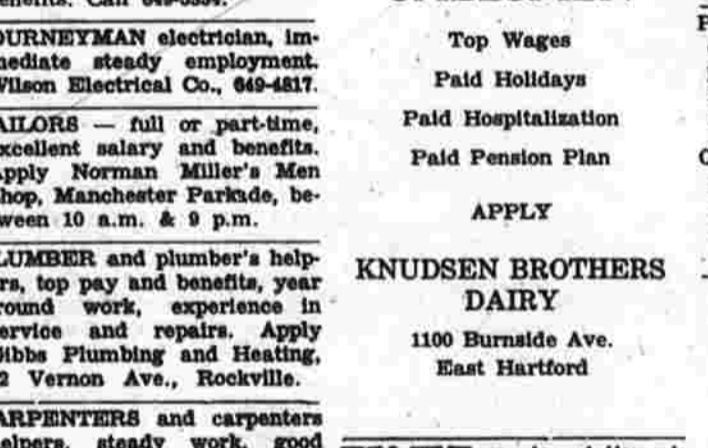 OURNEYMAN electrician, im-
mediate steady employment.
Wilson Electrical Co., 649-4817.
AILORS — full or part-time,
excellent salary and benefits.
Apply Norman Miller's Men
Shop, Manchester Parkade, be-
tween 10 a.m. & 9 p.m.
LUMBER and plumber's help-
ers, top pay and benefits, year
round work, experience in
service and repairs. Apply
Gibbs Plumbing and Heating,
2 Vernon Ave., Rockville.
ARPENTERS and carpenters
helpers, steady work, good
Top Wages
Paid Holidays
Paid Hospitalization
Paid Pension Plan
APPLY
KNUDSEN BROTHERS
DAIRY
1100 Burnside Ave.
East Hartford